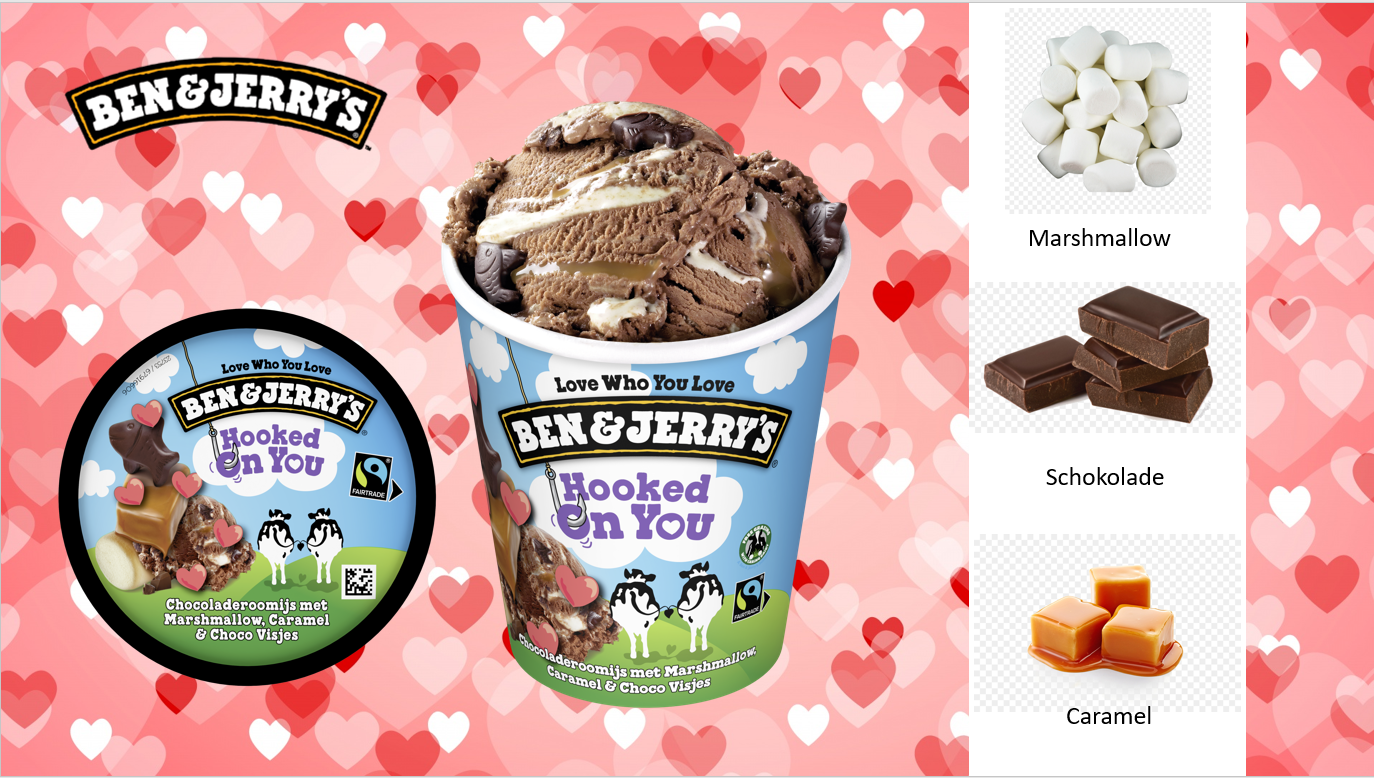 BEN & JERRY'S
Love Who You Love
BEN & JERRY'S
Hooked
On You
FAIRTRADE
Chocoladeroomijs met
Marshmallow, Caramel
& Choco Visjes
Love Who You Love
BEN & JERRY'S
Hooked
On You
FAIRTRADE
Chocoladeroomijs met Marshmallow,
Caramel & Choco Visjes
Marshmallow
Schokolade
Caramel